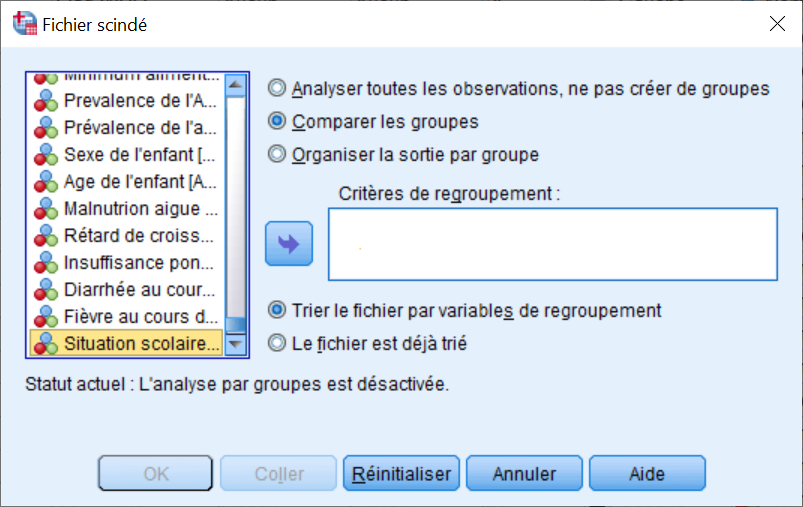 Fichier scindé
Minimum aliment...
Prevalence de l'A...
Prévalence de l'a...
Sexe de l'enfant [...
Age de l'enfant [A...
Malnutrition aigue ...
Rétard de croiss...
Insuffisance pon...
Diarrhée au cour...
Fièvre au cours d...
Situation scolaire...
Analyser toutes les observations, ne pas créer de groupes
Comparer les groupes
Organiser la sortie par groupe
Critères de regroupement :
Trier le fichier par variables de regroupement
Le fichier est déjà trié
Statut actuel : L'analyse par groupes est désactivée.
OK
Coller
Réinitialiser
Annuler
Aide